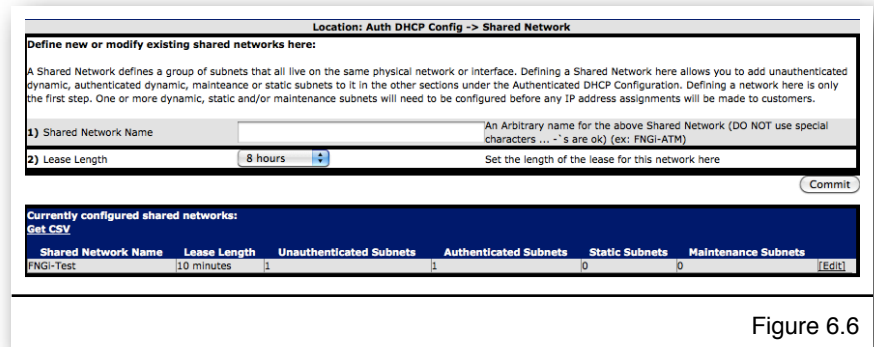 Location: Auth DHCP Config -> Shared Network
Define new or modify existing shared networks here:
A Shared Network defines a group of subnets that all live on the same physical network or interface. Defining a Shared Network here allows you to add unauthenticated
dynamic, authenticated dynamic, mainteance or static subnets to it in the other sections under the Authenticated DHCP Configuration. Defining a network here is only
the first step. One or more dynamic, static and/or maintenance subnets will need to be configured before any IP address assignments will be made to customers.
1) Shared Network Name
An Arbitrary name for the above Shared Network (DO NOT use special
characters ... -`s are ok) (ex: FNGi-ATM)
2) Lease Length 8 hours Set the length of the lease for this network here
Commit
Currently configured shared networks:
Get CSV
Shared Network Name Lease Length Unauthenticated Subnets Authenticated Subnets Static Subnets Maintenance Subnets
FNGi-Test 10 minutes 1 1 0 0 [Edit]
Figure 6.6